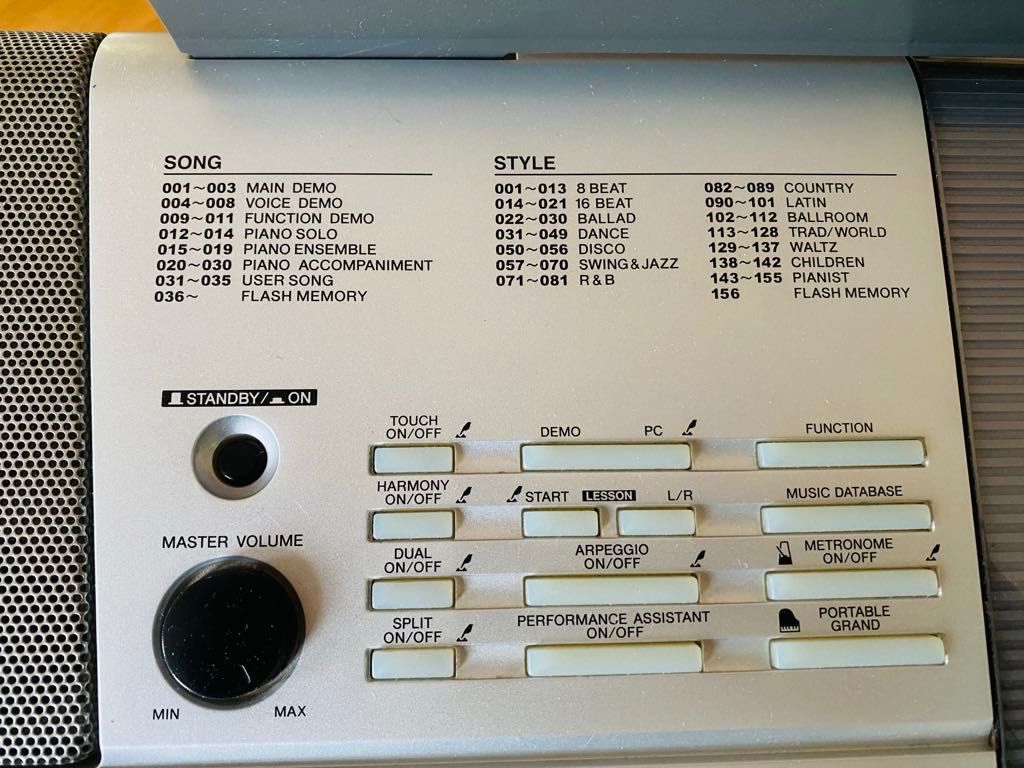 SONG
001~003 MAIN DEMO
004~008 VOICE DEMO
009~011 FUNCTION DEMO
012~014 PIANO SOLO
015~019 PIANO ENSEMBLE
020~030 PIANO ACCOMPANIMENT
031~035 USER SONG
036~ FLASH MEMORY
STYLE
001~013 8 BEAT
014~021 16 BEAT
022~030 BALLAD
031~049 DANCE
050~056 DISCO
057~070 SWING&JAZZ
071~081 R&B
082~089 COUNTRY
090~101 LATIN
102~112 BALLROOM
113~128 TRAD/WORLD
129~137 WALTZ
138~142 CHILDREN
143~155 PIANIST
156 FLASH MEMORY
STANDBY/ ON
MASTER VOLUME
MIN MAX
TOUCH
ON/OFF
DEMO PC
FUNCTION
HARMONY
ON/OFF
START LESSON L/R
MUSIC DATABASE
DUAL
ON/OFF
ARPEGGIO
ON/OFF
METRONOME
ON/OFF
SPLIT
ON/OFF
PERFORMANCE ASSISTANT
ON/OFF
PORTABLE
GRAND